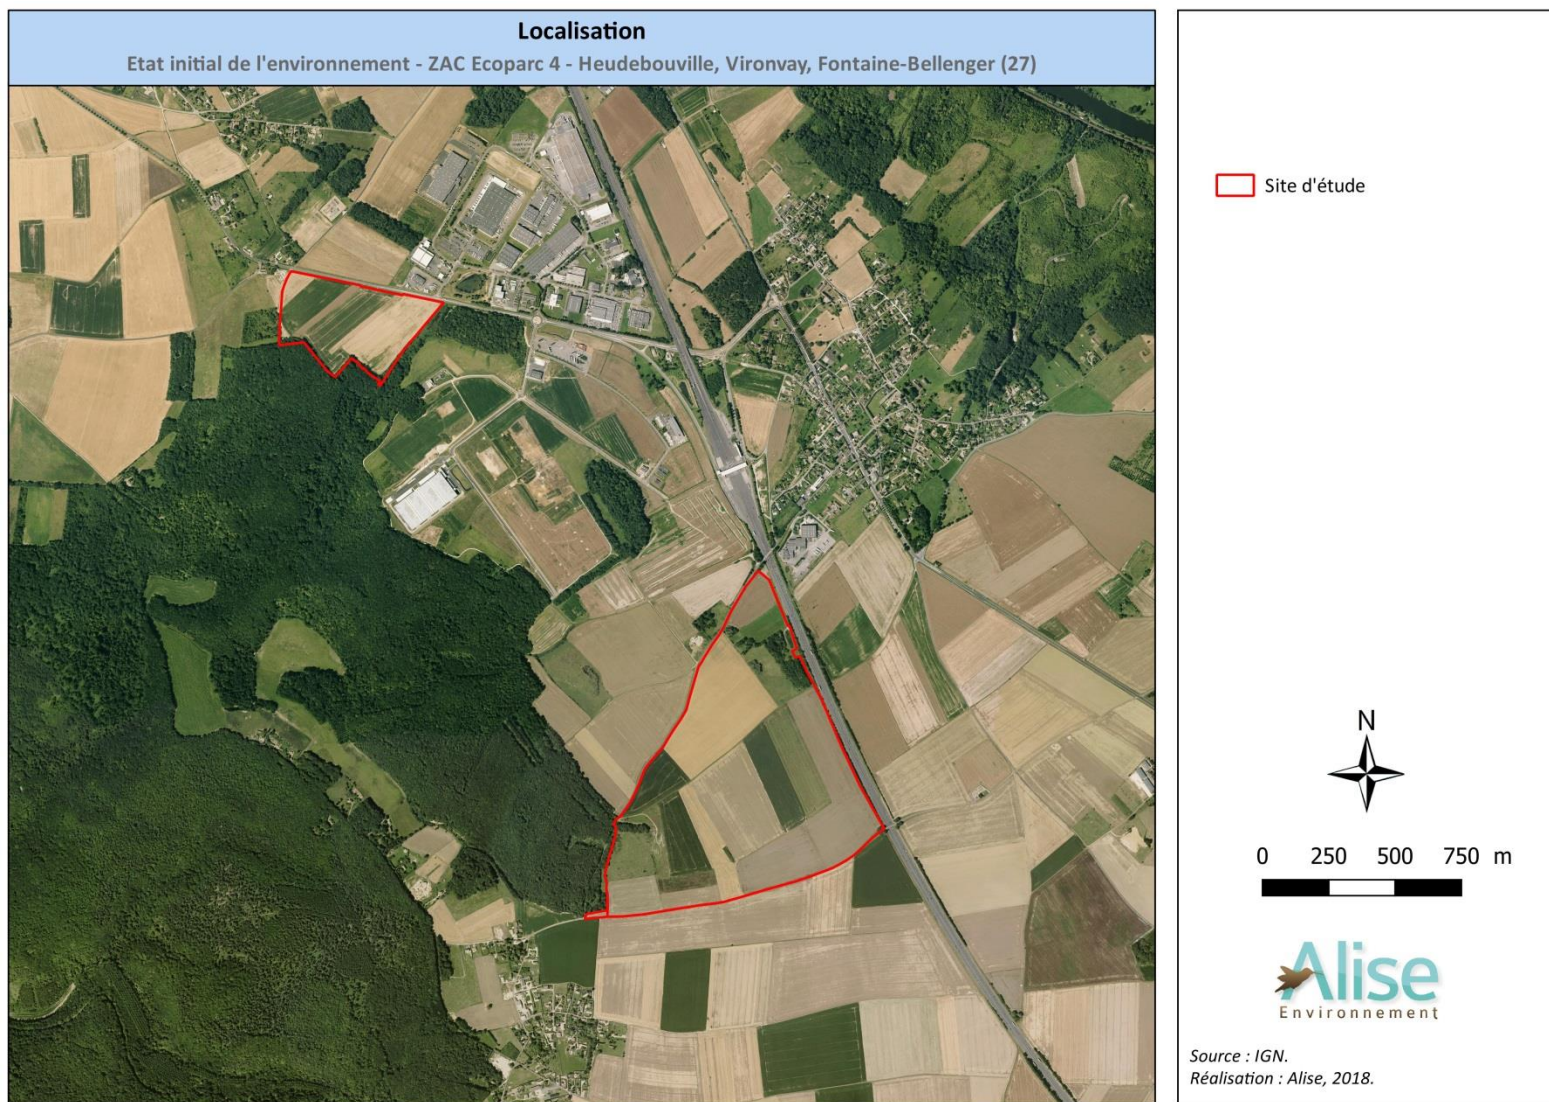 Localisation
Etat initial de l'environnement - ZAC Ecoparc 4 - Heudebouville, Vironvay, Fontaine-Bellenger (27)
Site d'étude
N
0 250 500 750 m
Alise
Environnement
Source : IGN.
Réalisation : Alise, 2018.